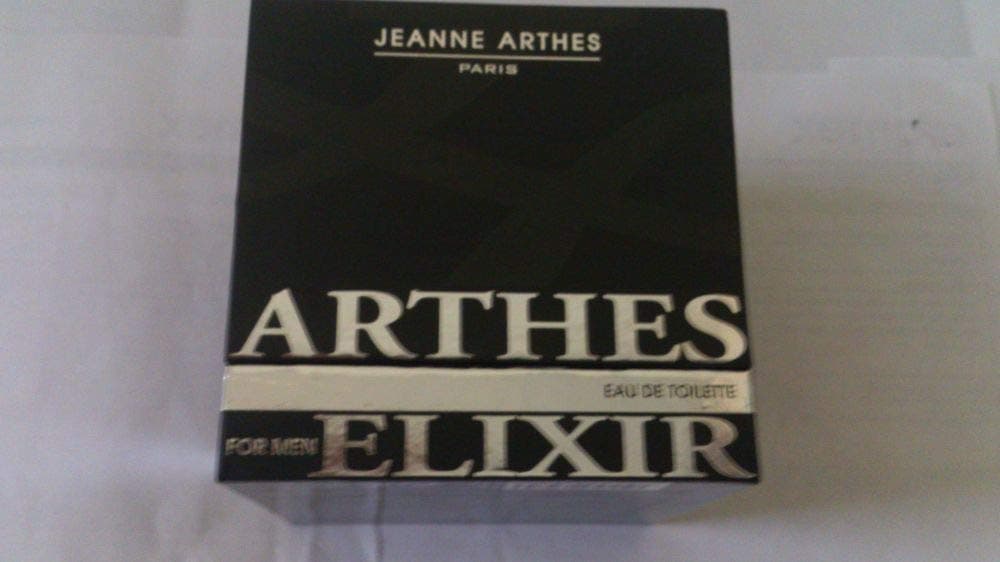 JEANNE ARTHES
PARIS
ARTHES
EAU DE TOILETTE
FOR MEN ELIXIR